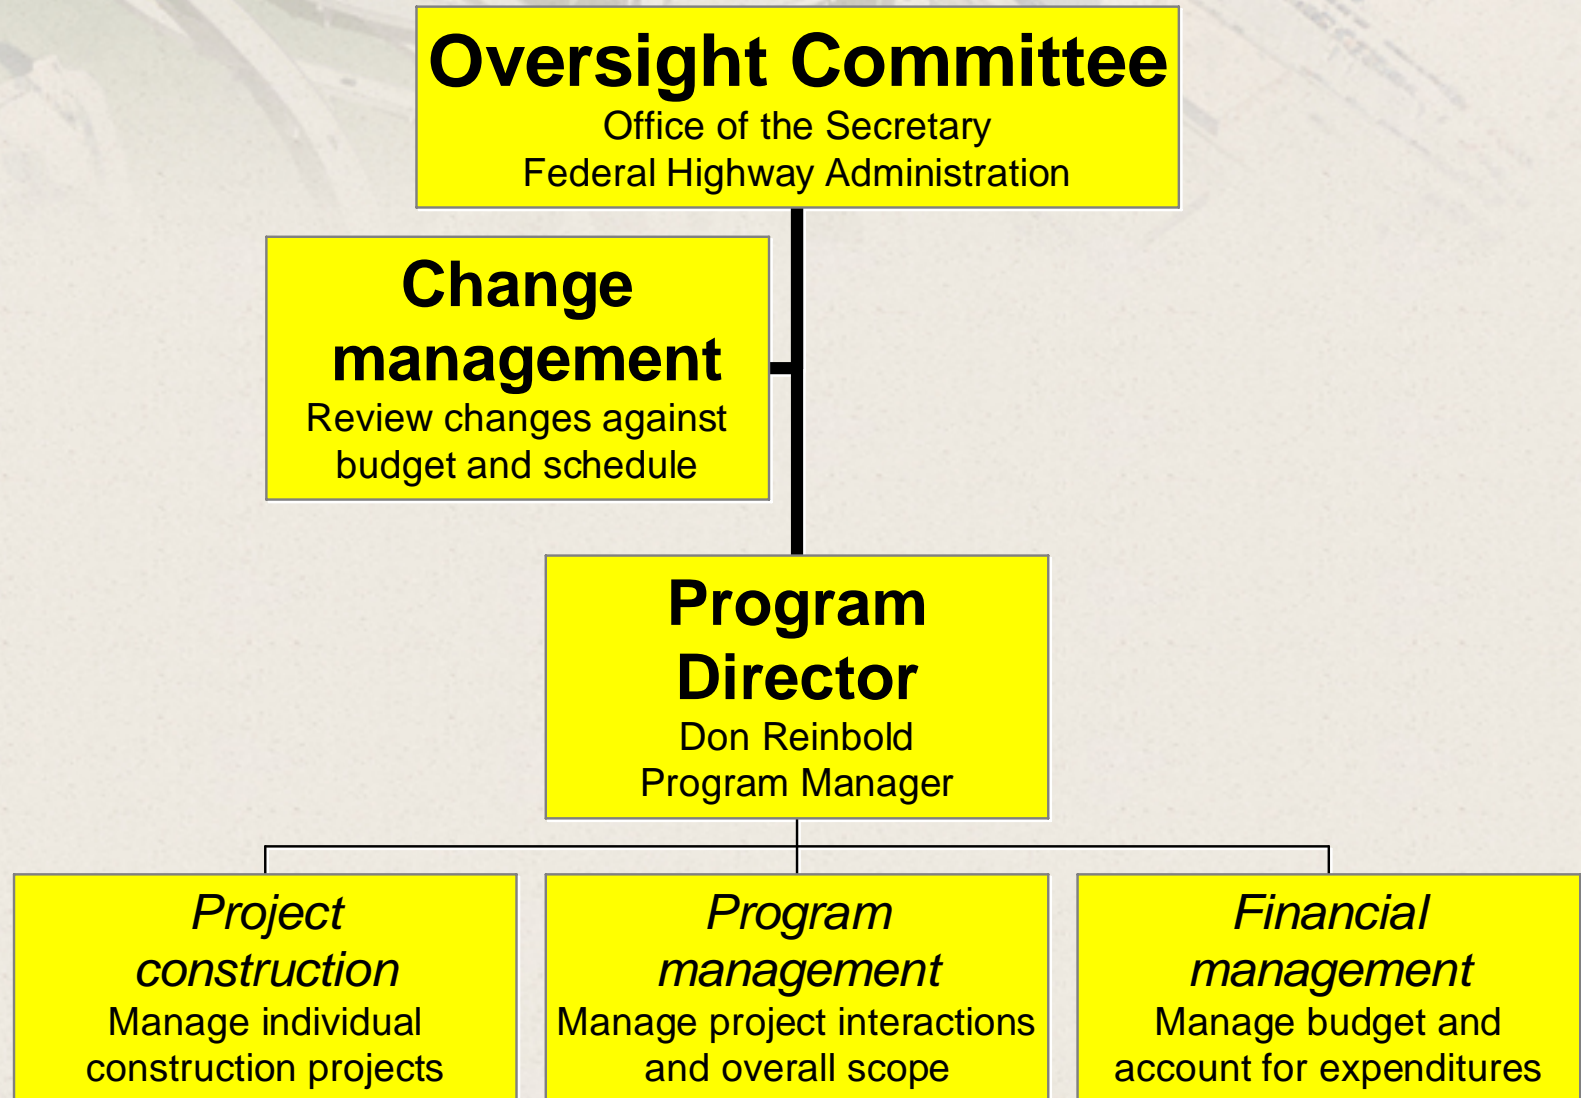 Oversight Committee
Office of the Secretary
Federal Highway Administration
Change
management
Review changes against
budget and schedule
Program
Director
Don Reinbold
Program Manager
Project
construction
Manage individual
construction projects
Program
management
Manage project interactions
and overall scope
Financial
management
Manage budget and
account for expenditures